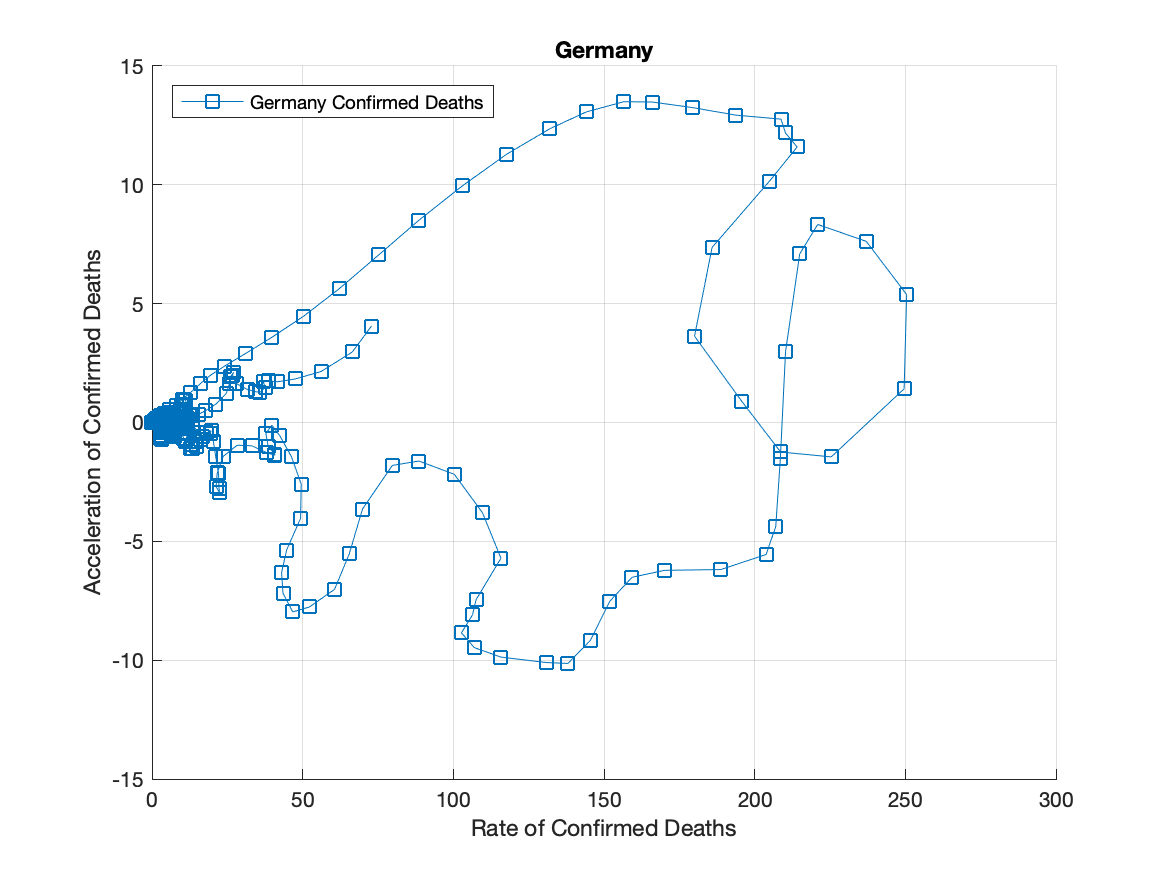 Germany
Germany Confirmed Deaths
15
10
5
0
-5
-10
-15
Acceleration of Confirmed Deaths
0 50 100 150 200 250 300
Rate of Confirmed Deaths